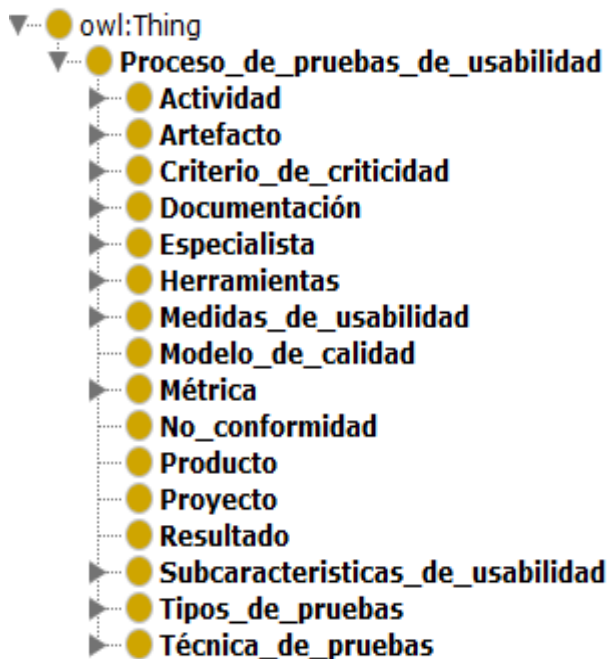 owl:Thing
Proceso_de_pruebas_de_usabilidad
Actividad
Artefacto
Criterio_de_criticidad
Documentación
Especialista
Herramientas
Medidas_de_usabilidad
Modelo_de_calidad
Métrica
No_conformidad
Producto
Proyecto
Resultado
Subcaracteristicas_de_usabilidad
Tipos_de_pruebas
Técnica_de_pruebas